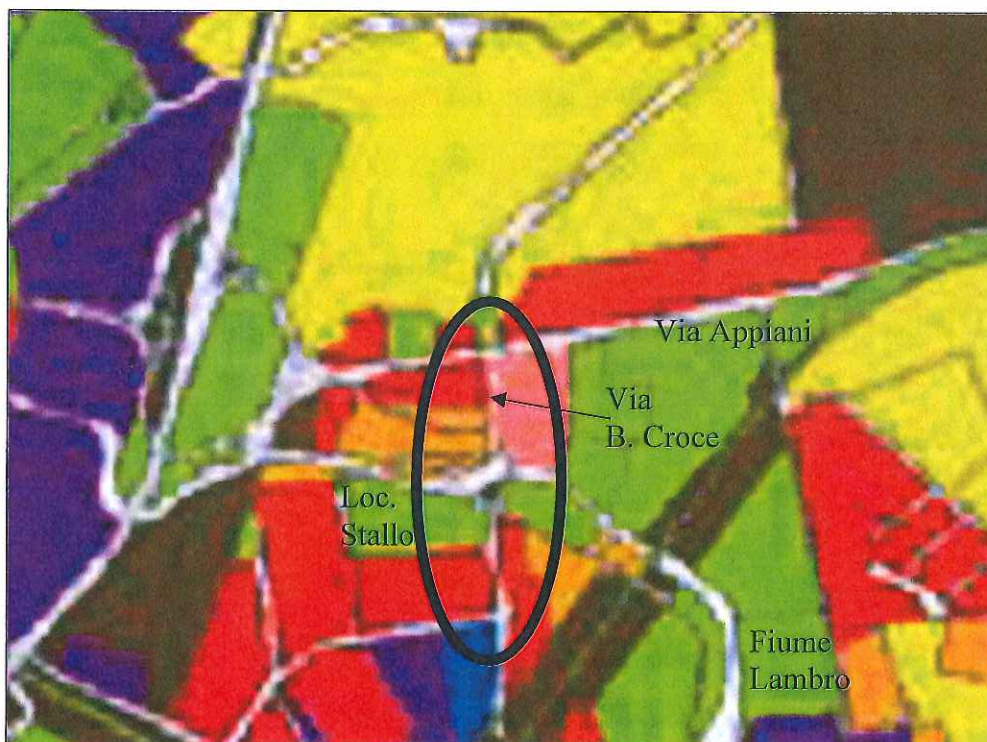 Via Appiani
Via
B. Croce
Loc.
Stallo
Fiume
Lambro